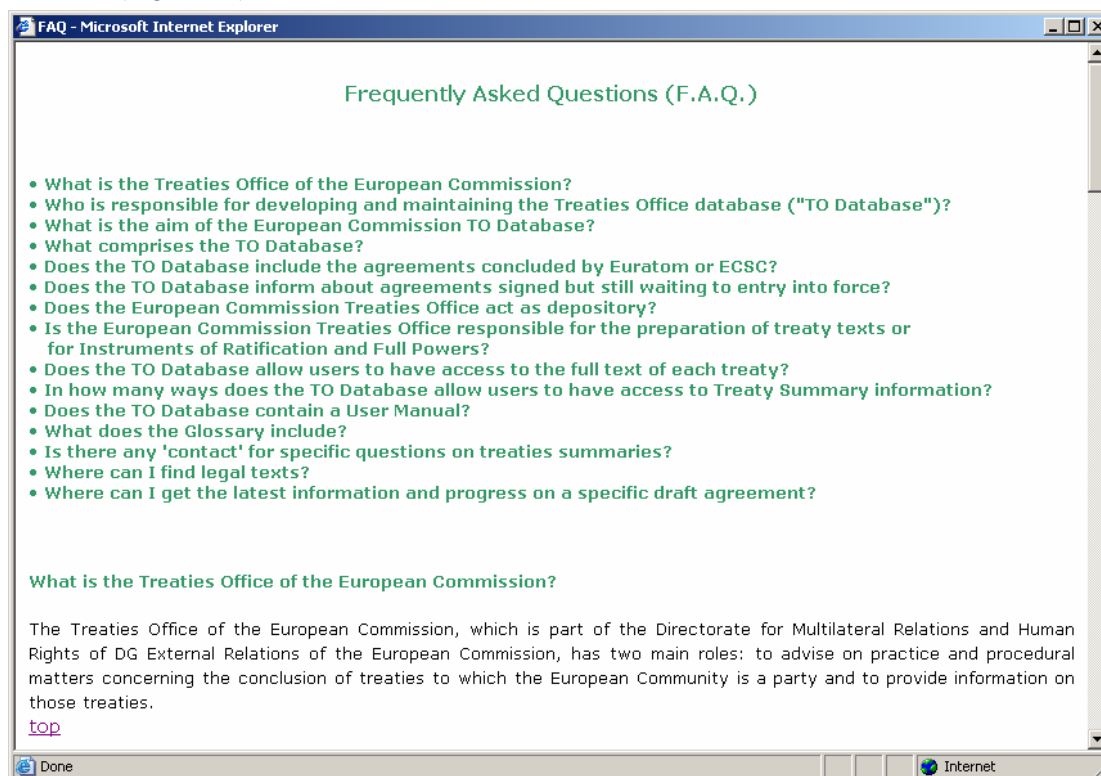 FAQ - Microsoft Internet Explorer
Frequently Asked Questions (F.A.Q.)
• What is the Treaties Office of the European Commission?
• Who is responsible for developing and maintaining the Treaties Office database ("TO Database")?
• What is the aim of the European Commission TO Database?
• What comprises the TO Database?
• Does the TO Database include the agreements concluded by Euratom or ECSC?
• Does the TO Database inform about agreements signed but still waiting to entry into force?
• Does the European Commission Treaties Office act as depository?
• Is the European Commission Treaties Office responsible for the preparation of treaty texts or
for Instruments of Ratification and Full Powers?
• Does the TO Database allow users to have access to the full text of each treaty?
• In how many ways does the TO Database allow users to have access to Treaty Summary information?
• Does the TO Database contain a User Manual?
• What does the Glossary include?
• Is there any 'contact' for specific questions on treaties summaries?
• Where can I find legal texts?
• Where can I get the latest information and progress on a specific draft agreement?
What is the Treaties Office of the European Commission?
The Treaties Office of the European Commission, which is part of the Directorate for Multilateral Relations and Human
Rights of DG External Relations of the European Commission, has two main roles: to advise on practice and procedural
matters concerning the conclusion of treaties to which the European Community is a party and to provide information on
those treaties.
top
Done
Internet